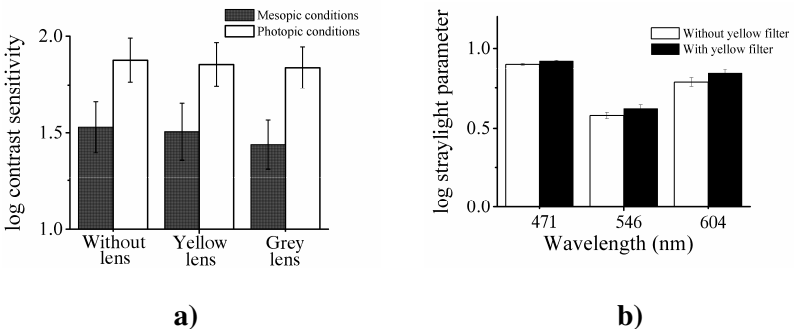 Mesopic conditions
Photopic conditions
log contrast sensitivity
2.0
1.5
1.0
Without lens
Yellow lens
Grey lens
a)
Without yellow filter
With yellow filter
log straylight parameter
1.0
0.5
0.0
471 546 604
Wavelength (nm)
b)